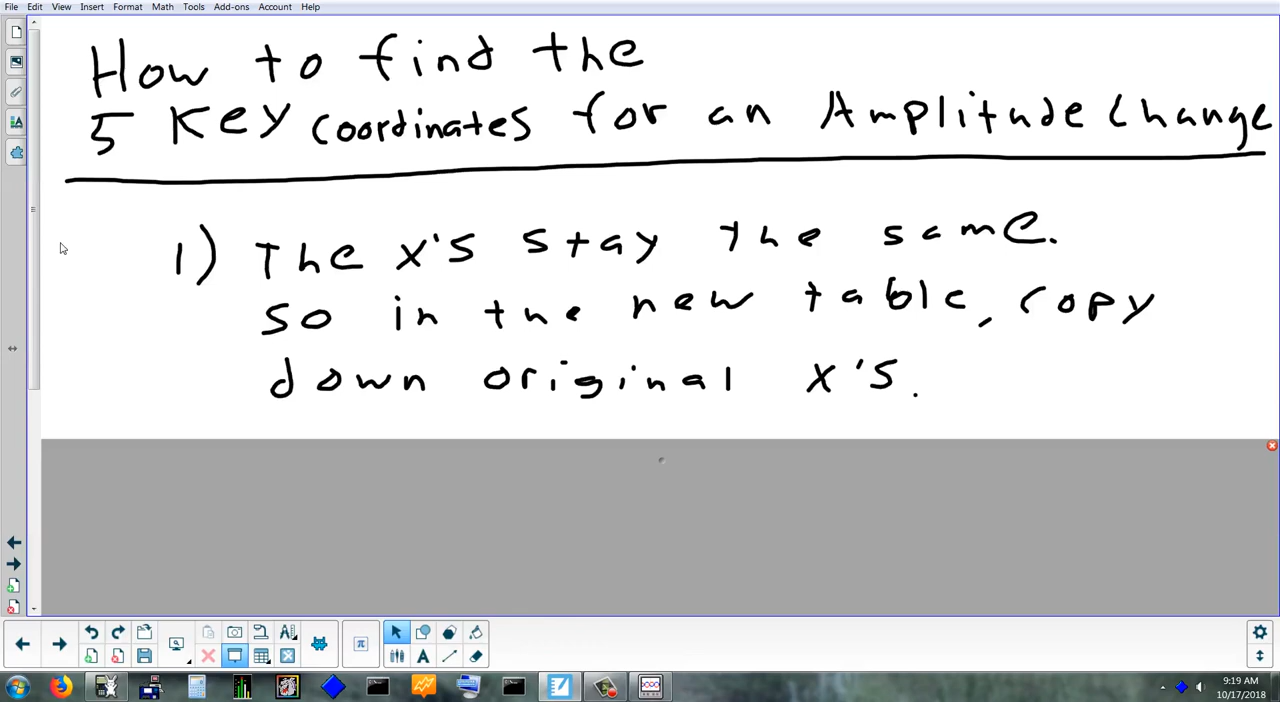 File Edit View Insert Format Math Tools Add-ons Account Help
How to find the
5 Key coordinates for an Amplitude Change
1) The x's stay the same.
so in the new table, copy
down original x's.
9:19 AM
10/17/2018